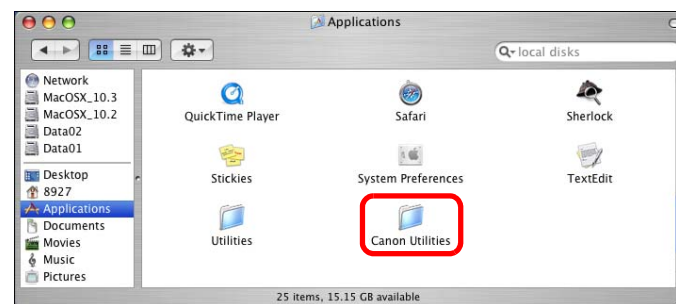 Applications
local disks
Network
MacOSX_10.3
MacOSX_10.2
Data02
Data01
Desktop
8927
Applications
Documents
Movies
Music
Pictures
QuickTime Player
Safari
Sherlock
Stickies
System Preferences
TextEdit
Utilities
Canon Utilities
25 items, 15.15 GB available